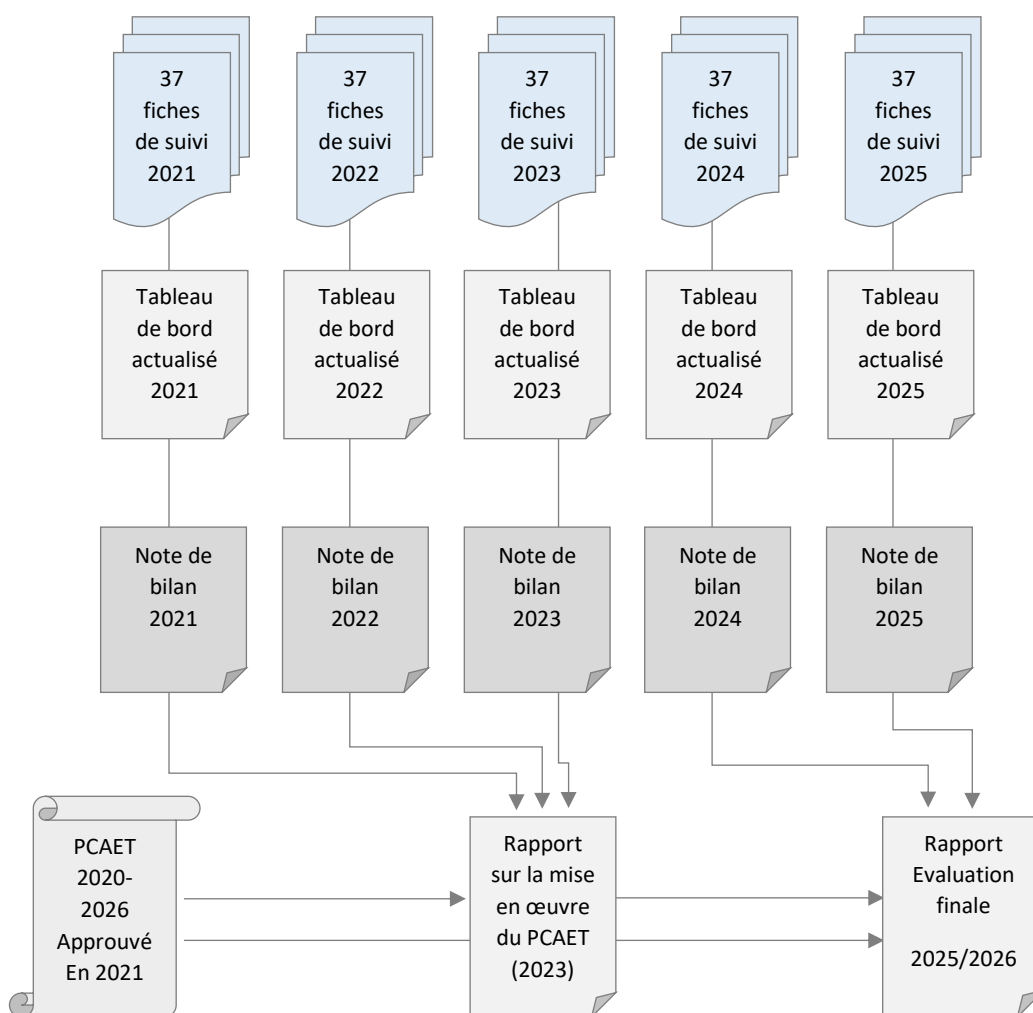 37
fiches
de suivi
2021
37
fiches
de suivi
2022
37
fiches
de suivi
2023
37
fiches
de suivi
2024
37
fiches
de suivi
2025
Tableau
de bord
actualisé
2021
Tableau
de bord
actualisé
2022
Tableau
de bord
actualisé
2023
Tableau
de bord
actualisé
2024
Tableau
de bord
actualisé
2025
Note de
bilan
2021
Note de
bilan
2022
Note de
bilan
2023
Note de
bilan
2024
Note de
bilan
2025
PCAET
2020-
2026
Approuvé
En 2021
Rapport
sur la mise
en œuvre
du PCAET
(2023)
Rapport
Evaluation
finale
2025/2026